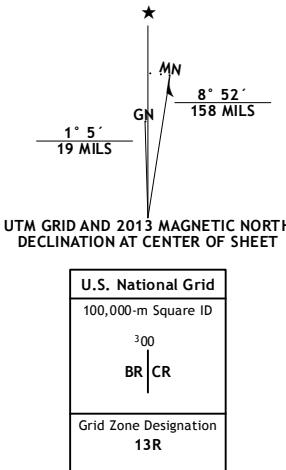 ★
MN
8° 52´
158 MILS
GN
1° 5´
19 MILS
UTM GRID AND 2013 MAGNETIC NORTH
DECLINATION AT CENTER OF SHEET
U.S. National Grid
100,000-m Square ID
³00
BR CR
Grid Zone Designation
13R